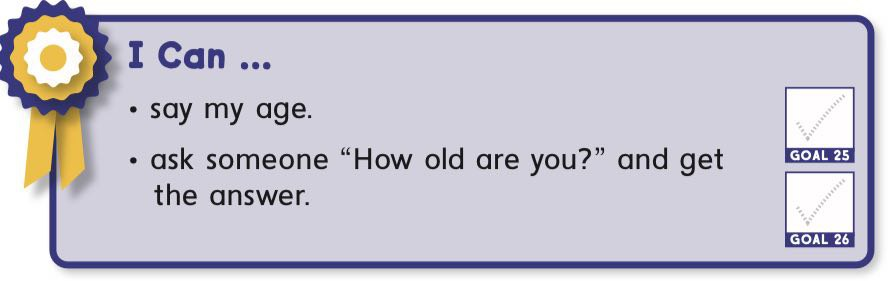 I Can ...
• say my age.
GOAL 25
• ask someone “How old are you?” and get
the answer.
GOAL 26